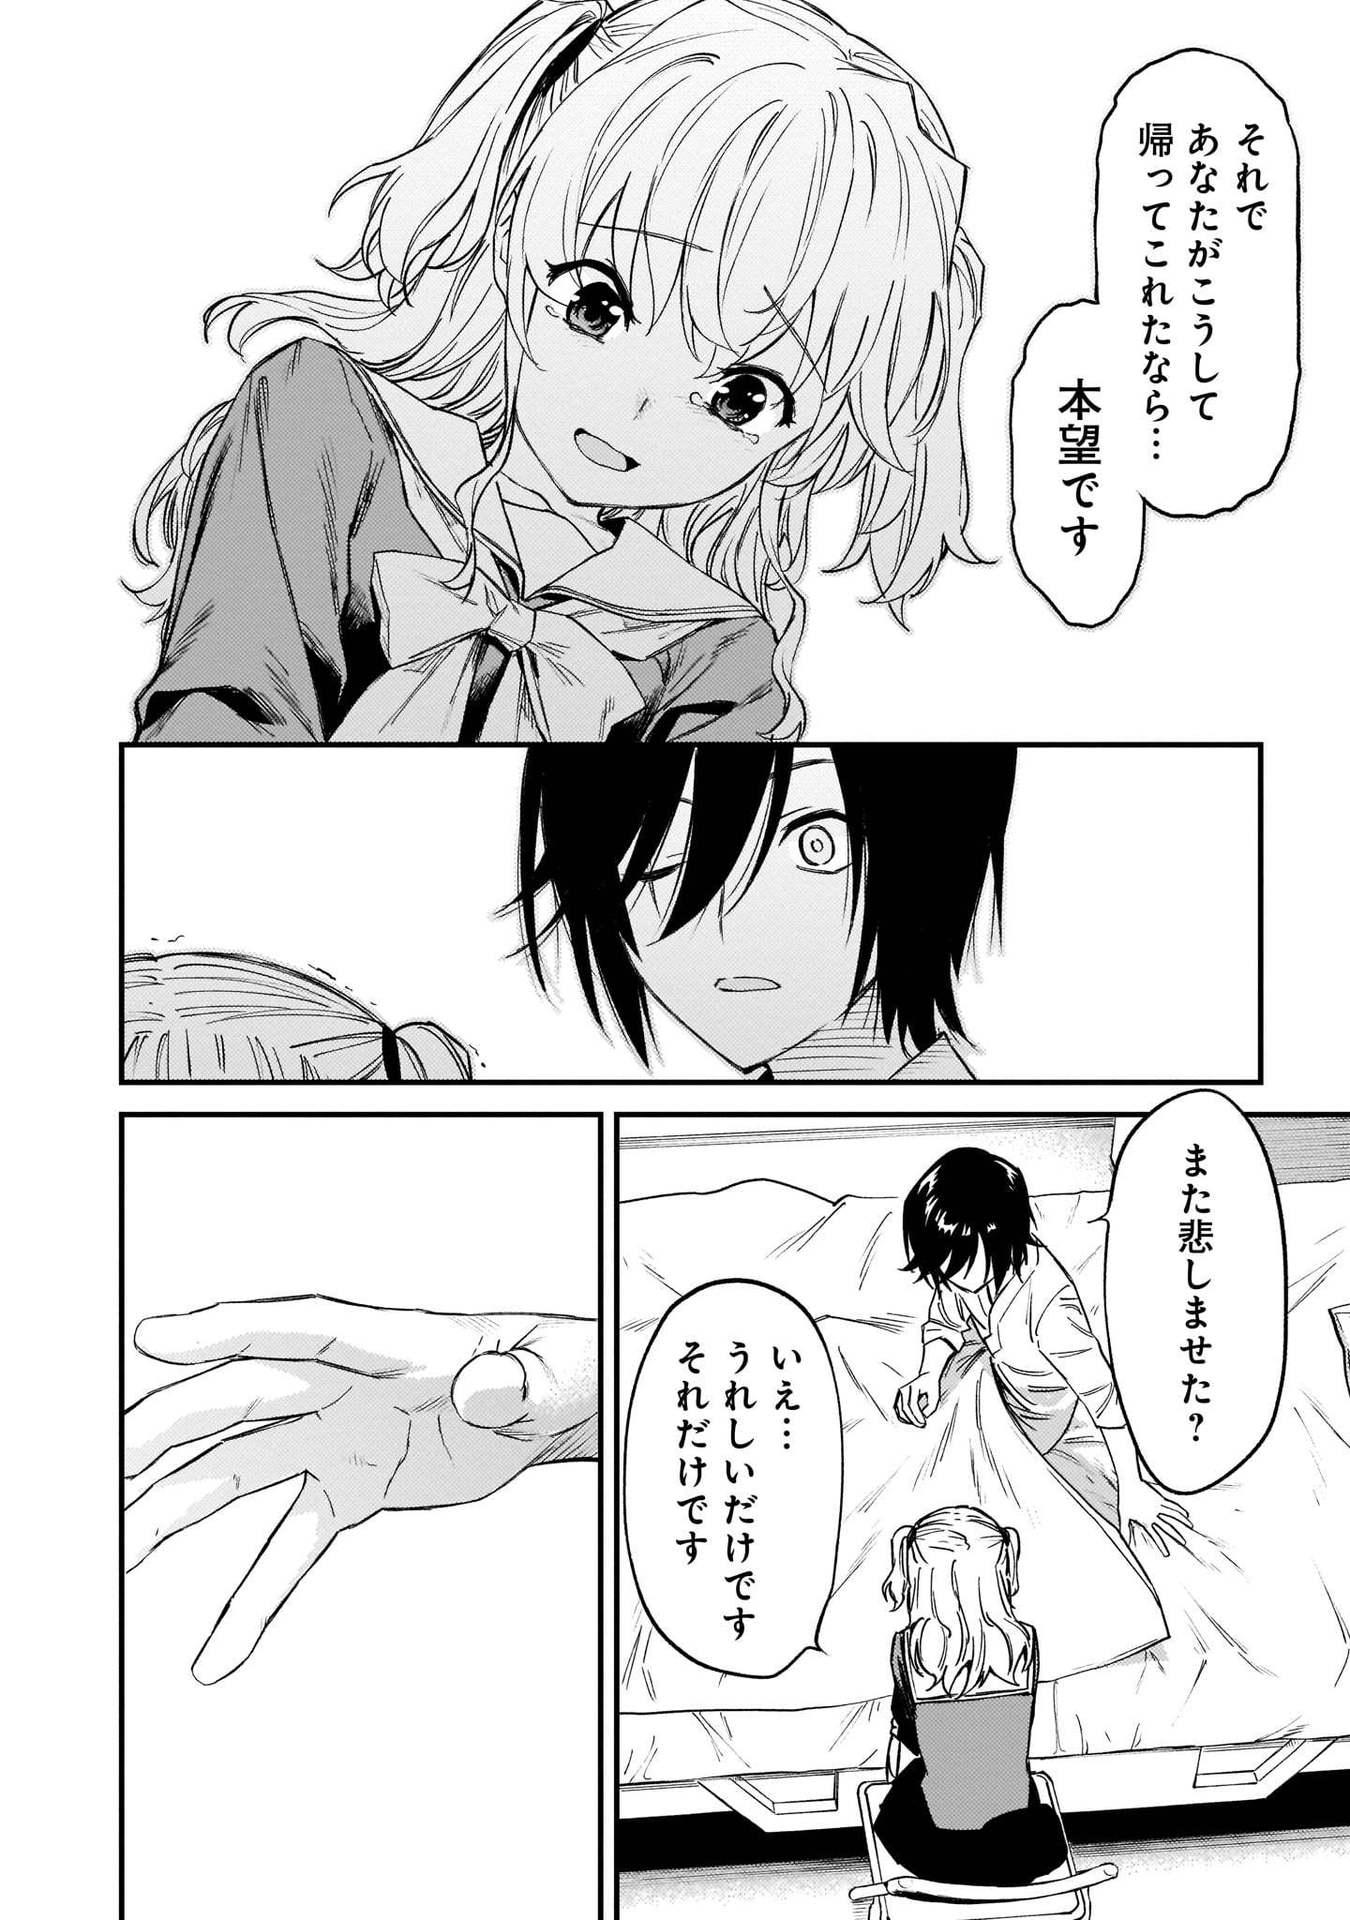 それで
あなたがこうして
帰ってこれたなら…
本望です
また悲しませた?
いえ…
うれしいだけです
それだけです